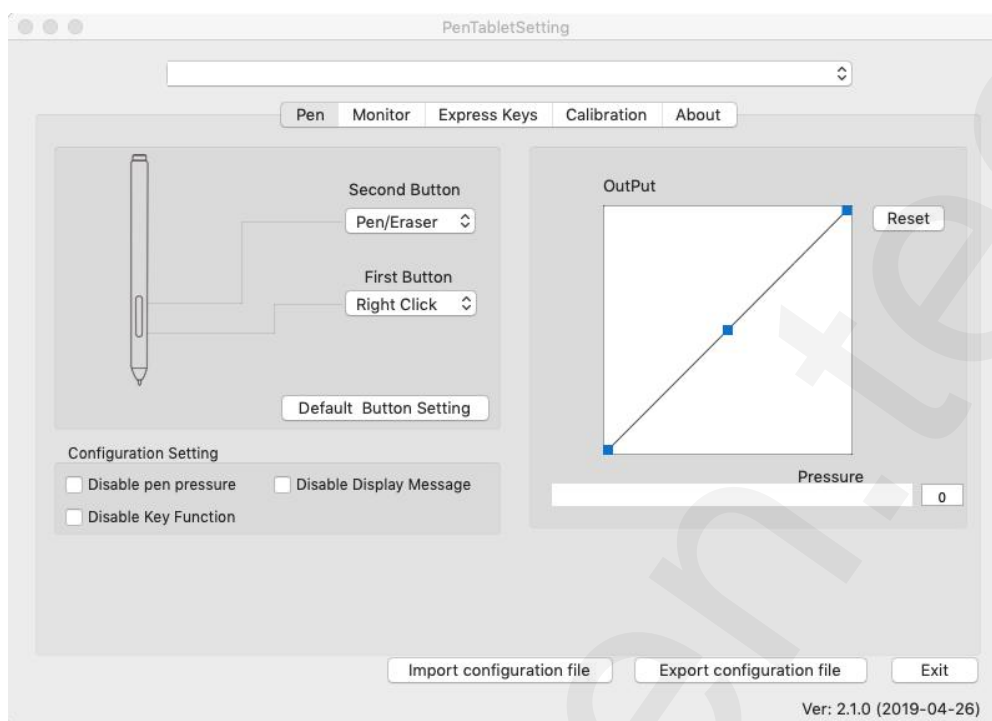 PenTabletSetting
Pen Monitor Express Keys Calibration About
Second Button
Pen/Eraser
First Button
Right Click
Default Button Setting
Configuration Setting
Disable pen pressure Disable Display Message
Disable Key Function
OutPut
Reset
Pressure
0
Import configuration file Export configuration file Exit
Ver: 2.1.0 (2019-04-26)